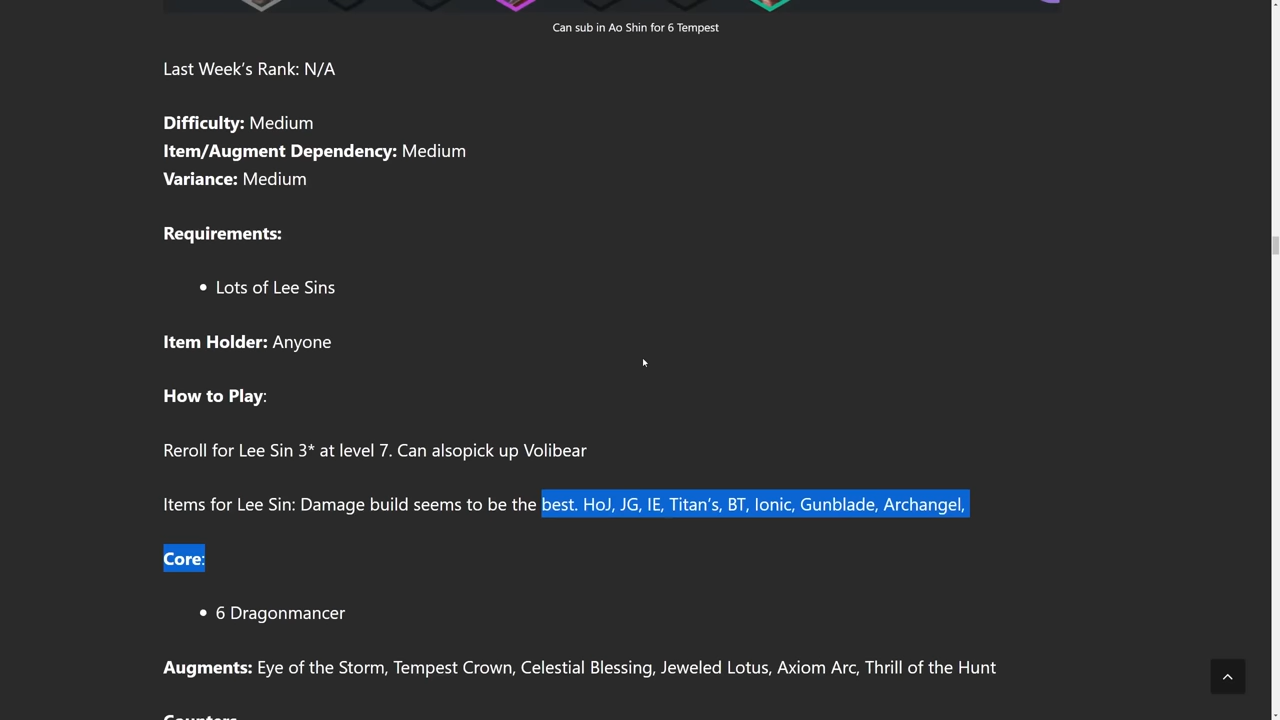 Can sub in Ao Shin for 6 Tempest
Last Week's Rank: N/A
Difficulty: Medium
Item/Augment Dependency: Medium
Variance: Medium
Requirements:
• Lots of Lee Sins
Item Holder: Anyone
How to Play:
Reroll for Lee Sin 3* at level 7. Can alsopick up Volibear
Items for Lee Sin: Damage build seems to be the best. HoJ, JG, IE, Titan's, BT, Ionic, Gunblade, Archangel,
Core:
• 6 Dragonmancer
Augments: Eye of the Storm, Tempest Crown, Celestial Blessing, Jeweled Lotus, Axiom Arc, Thrill of the Hunt
Counters